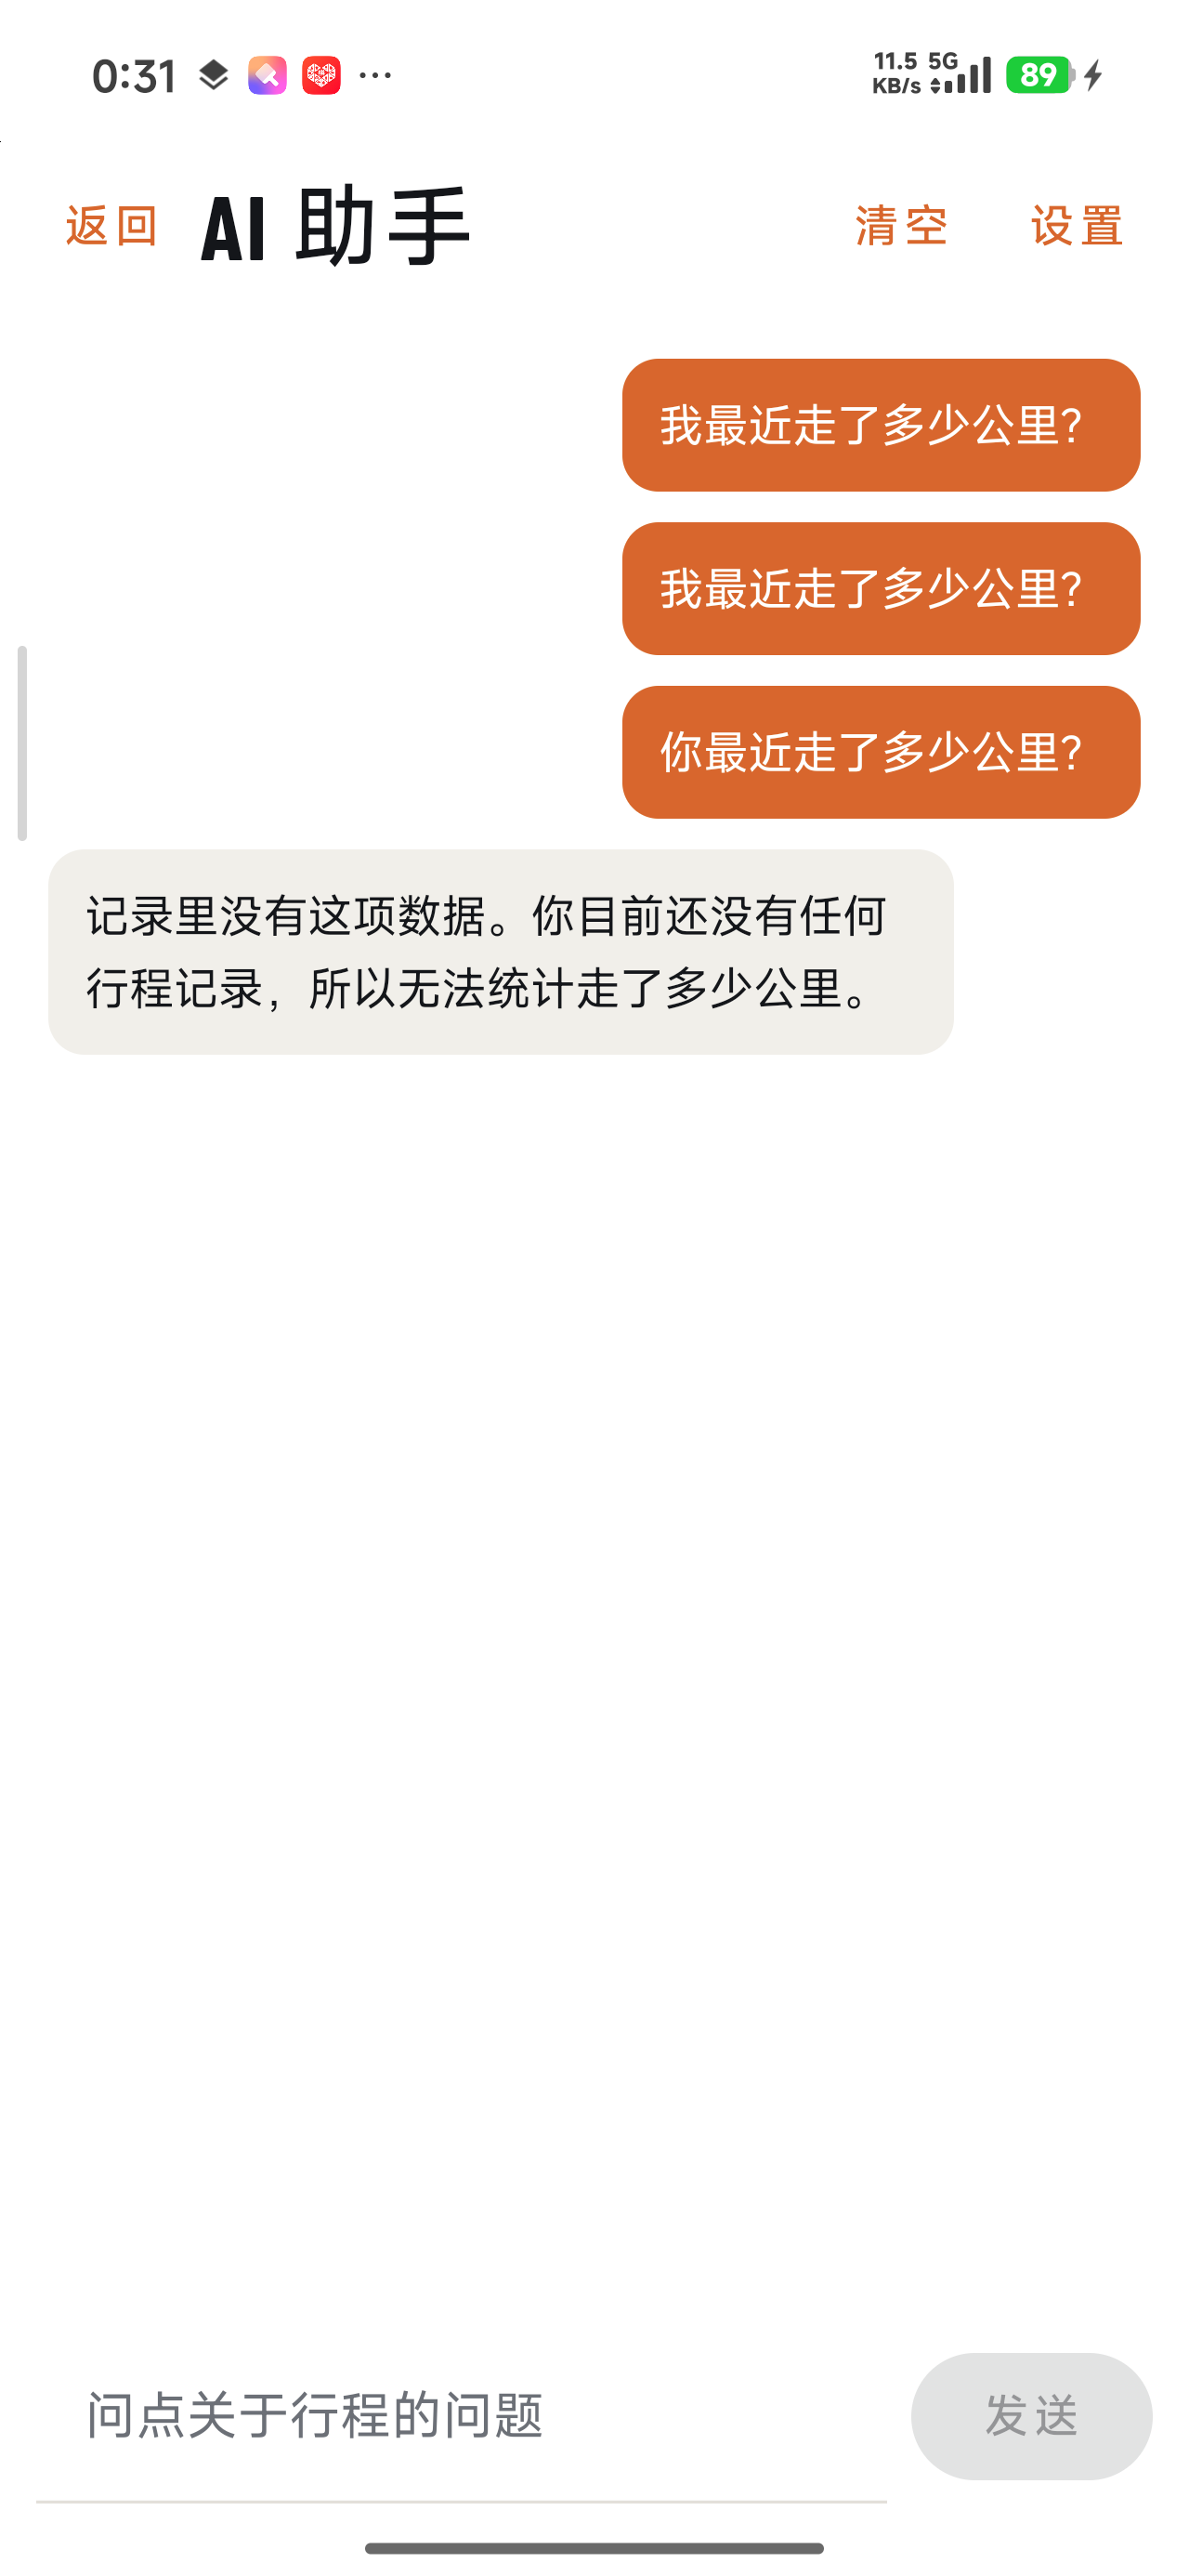 0:31 ··· 11.5 KB/s 5G 89
返回 AI 助手 清空 设置
我最近走了多少公里？
我最近走了多少公里？
你最近走了多少公里？
记录里没有这项数据。你目前还没有任何
行程记录，所以无法统计走了多少公里。
问点关于行程的问题 发送